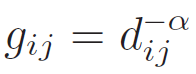 $g_{ij} = d_{ij}^{-\alpha}$